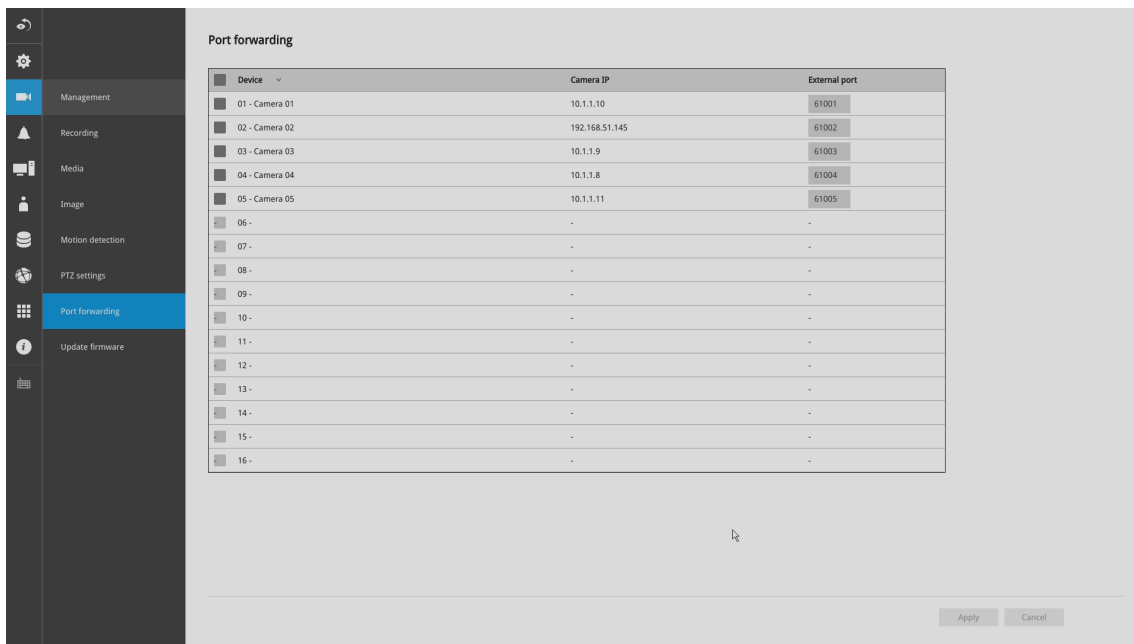 Port forwarding
Management
Recording
Media
Image
Motion detection
PTZ settings
Port forwarding
Update firmware
Device Camera IP External port
01 - Camera 01 10.1.1.10 61001
02 - Camera 02 192.168.51.145 61002
03 - Camera 03 10.1.1.9 61003
04 - Camera 04 10.1.1.8 61004
05 - Camera 05 10.1.1.11 61005
- 06 - - -
- 07 - - -
- 08 - - -
- 09 - - -
- 10 - - -
- 11 - - -
- 12 - - -
- 13 - - -
- 14 - - -
- 15 - - -
- 16 - - -
Apply Cancel